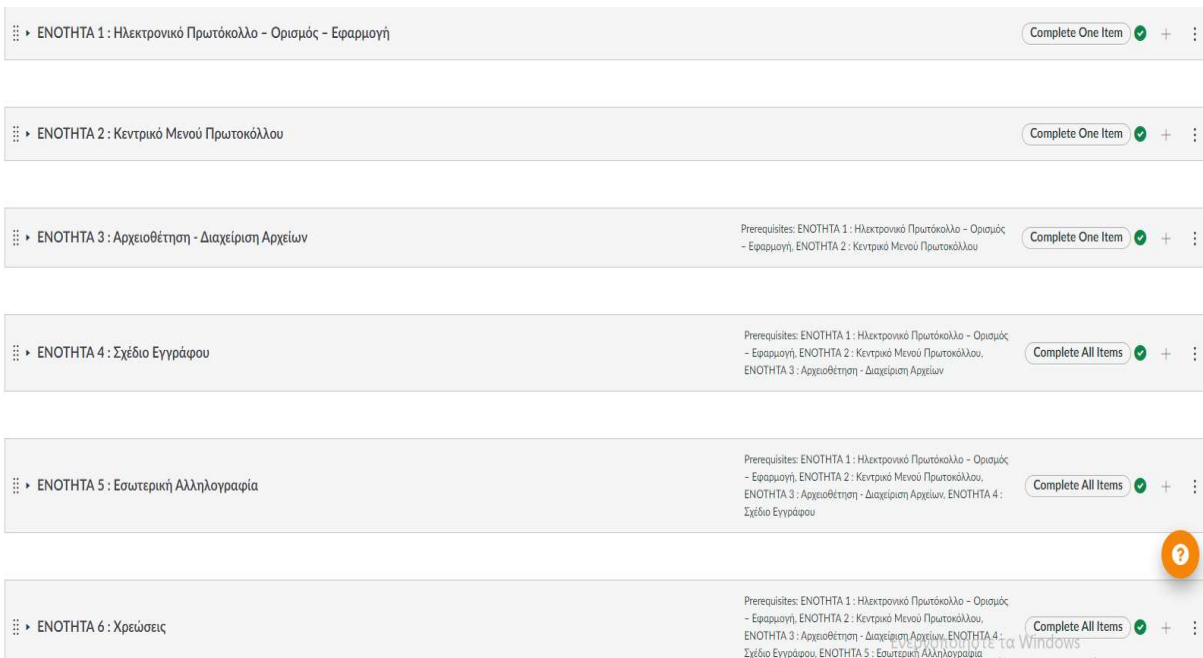 ΕΝΟΤΗΤΑ 1 : Ηλεκτρονικό Πρωτόκολλο – Ορισμός – Εφαρμογή
Complete One Item
ΕΝΟΤΗΤΑ 2 : Κεντρικό Μενού Πρωτοκόλλου
Complete One Item
ΕΝΟΤΗΤΑ 3 : Αρχειοθέτηση - Διαχείριση Αρχείων
Prerequisites: ΕΝΟΤΗΤΑ 1 : Ηλεκτρονικό Πρωτόκολλο – Ορισμός
– Εφαρμογή, ΕΝΟΤΗΤΑ 2 : Κεντρικό Μενού Πρωτοκόλλου
Complete One Item
ΕΝΟΤΗΤΑ 4 : Σχέδιο Εγγράφου
Prerequisites: ΕΝΟΤΗΤΑ 1 : Ηλεκτρονικό Πρωτόκολλο – Ορισμός
– Εφαρμογή, ΕΝΟΤΗΤΑ 2 : Κεντρικό Μενού Πρωτοκόλλου,
ΕΝΟΤΗΤΑ 3 : Αρχειοθέτηση - Διαχείριση Αρχείων
Complete All Items
ΕΝΟΤΗΤΑ 5 : Εσωτερική Αλληλογραφία
Prerequisites: ΕΝΟΤΗΤΑ 1 : Ηλεκτρονικό Πρωτόκολλο – Ορισμός
– Εφαρμογή, ΕΝΟΤΗΤΑ 2 : Κεντρικό Μενού Πρωτοκόλλου,
ΕΝΟΤΗΤΑ 3 : Αρχειοθέτηση - Διαχείριση Αρχείων, ΕΝΟΤΗΤΑ 4 :
Σχέδιο Εγγράφου
Complete All Items
ΕΝΟΤΗΤΑ 6 : Χρεώσεις
Prerequisites: ΕΝΟΤΗΤΑ 1 : Ηλεκτρονικό Πρωτόκολλο – Ορισμός
– Εφαρμογή, ΕΝΟΤΗΤΑ 2 : Κεντρικό Μενού Πρωτοκόλλου,
ΕΝΟΤΗΤΑ 3 : Αρχειοθέτηση - Διαχείριση Αρχείων, ΕΝΟΤΗΤΑ 4 :
Σχέδιο Εγγράφου, ΕΝΟΤΗΤΑ 5 : Εσωτερική Αλληλογραφία
Complete All Items
Ενεργοποιήστε τα Windows